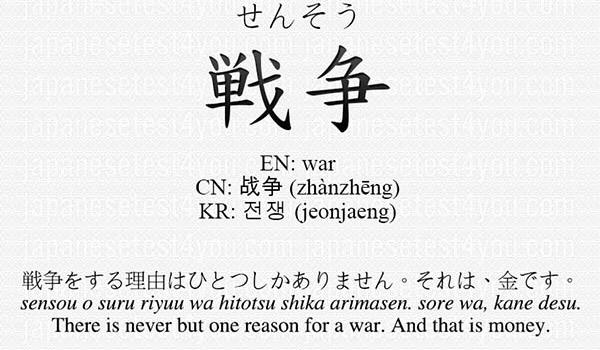 せんそう
戦争
EN: war
CN: 战争 (zhànzhēng)
KR: 전쟁 (jeonjaeng)
戦争をする理由はひとつしかありません。それは、金です。
sensou o suru riyuu wa hitotsu shika arimasen. sore wa, kane desu.
There is never but one reason for a war. And that is money.